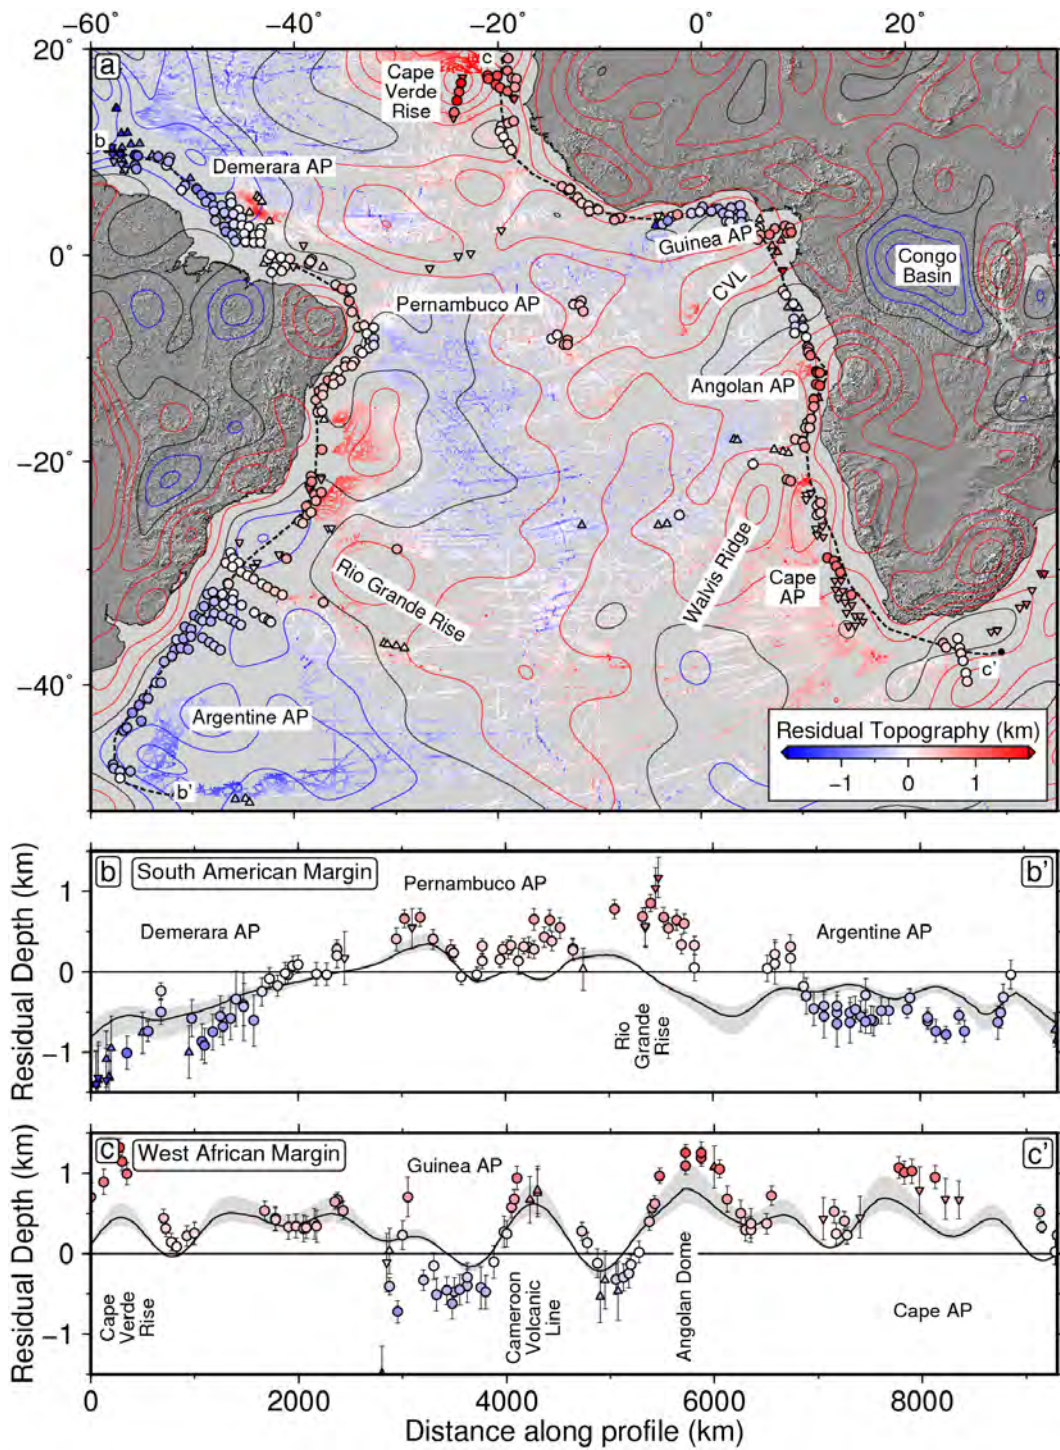 −60° −40° −20° 0° 20°
20°
a
c
Cape
Verde
Rise
b
10°
Demerara AP
0°
Guinea AP
Congo
Basin
CVL
Pernambuco AP
Angolan AP
−20°
Rio Grande Rise
Walvis Ridge
Cape
AP
c'
−40°
Argentine AP
b'
Residual Topography (km)
−1 0 1
b South American Margin b'
Residual Depth (km)
1
0
−1
Demerara AP
Pernambuco AP
Rio
Grande
Rise
Argentine AP
c West African Margin c'
Residual Depth (km)
1
0
−1
Cape
Verde
Rise
Guinea AP
Cameroon
Volcanic
Line
Angolan Dome
Cape AP
0 2000 4000 6000 8000
Distance along profile (km)